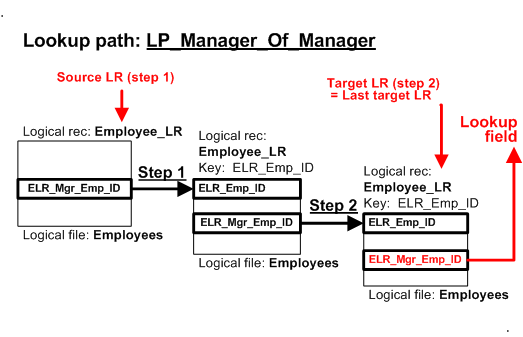 Lookup path: LP_Manager_Of_Manager
Source LR (step 1)
Target LR (step 2)
= Last target LR
Lookup
field
Logical rec: Employee_LR
ELR_Mgr_Emp_ID
Logical file: Employees
Step 1
Logical rec:
Employee_LR
Key: ELR_Emp_ID
ELR_Emp_ID
ELR_Mgr_Emp_ID
Logical file: Employees
Step 2
Logical rec:
Employee_LR
Key: ELR_Emp_ID
ELR_Emp_ID
ELR_Mgr_Emp_ID
Logical file: Employees